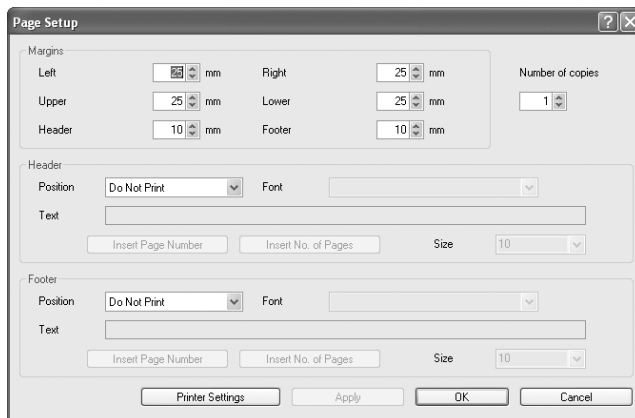 Page Setup
Margins
Left 25 mm Right 25 mm Number of copies
Upper 25 mm Lower 25 mm 1
Header 10 mm Footer 10 mm
Header
Position Do Not Print Font
Text
Insert Page Number Insert No. of Pages Size 10
Footer
Position Do Not Print Font
Text
Insert Page Number Insert No. of Pages Size 10
Printer Settings Apply OK Cancel